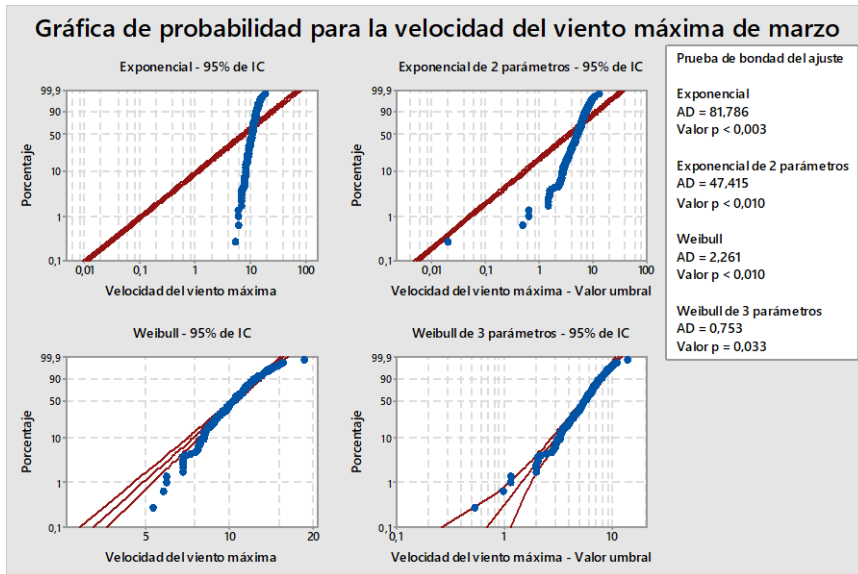 Gráfica de probabilidad para la velocidad del viento máxima de marzo
Exponencial - 95% de IC
99,9
90
50
10
1
0,1
Porcentaje
0,01
0,1
1
10
100
Velocidad del viento máxima
Exponencial de 2 parámetros - 95% de IC
99,9
90
50
10
1
0,1
Porcentaje
0,01
0,1
1
10
100
Velocidad del viento máxima - Valor umbral
Weibull - 95% de IC
99,9
90
50
10
1
0,1
Porcentaje
5
10
20
Velocidad del viento máxima
Weibull de 3 parámetros - 95% de IC
99,9
90
50
10
1
0,1
Porcentaje
0,1
1
10
Velocidad del viento máxima - Valor umbral
Prueba de bondad del ajuste
Exponencial
AD = 81,786
Valor p < 0,003
Exponencial de 2 parámetros
AD = 47,415
Valor p < 0,010
Weibull
AD = 2,261
Valor p < 0,010
Weibull de 3 parámetros
AD = 0,753
Valor p = 0,033